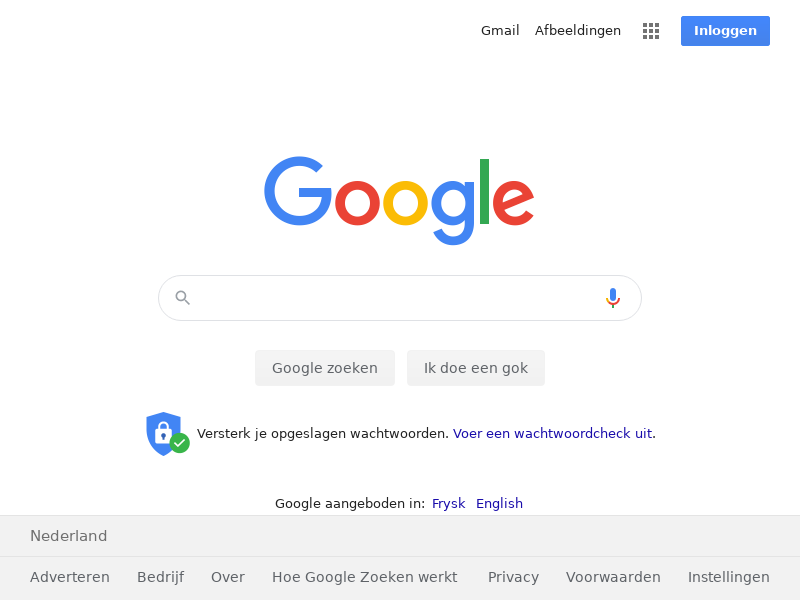 Gmail Afbeeldingen Inloggen
Google
Google zoeken Ik doe een gok
Versterk je opgeslagen wachtwoorden. Voer een wachtwoordcheck uit.
Google aangeboden in: Frysk English
Nederland
Adverteren Bedrijf Over Hoe Google Zoeken werkt Privacy Voorwaarden Instellingen